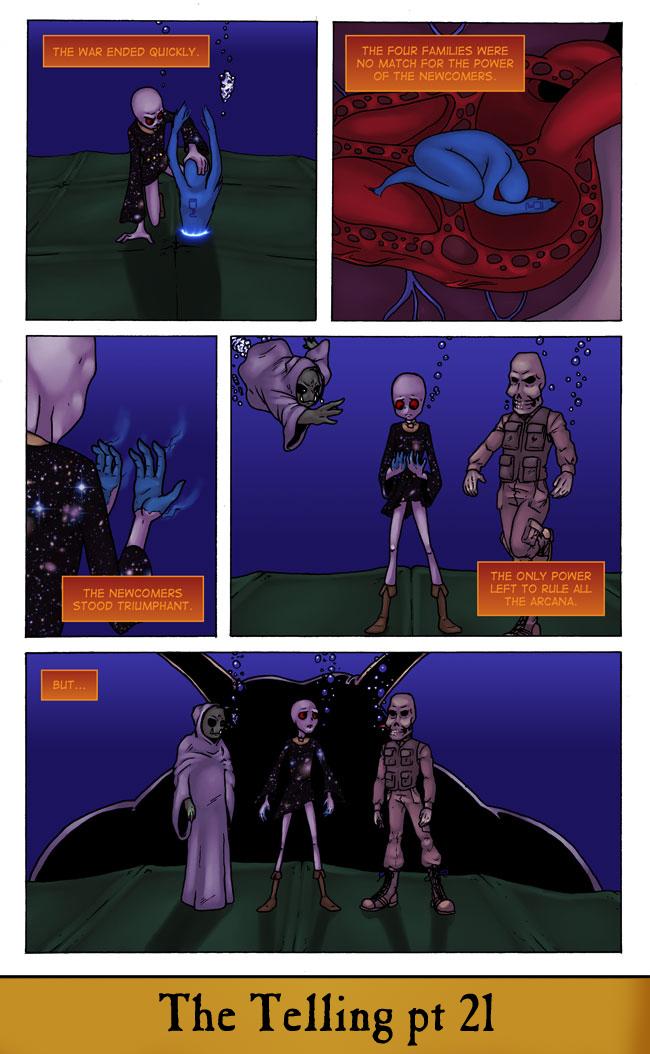 THE WAR ENDED QUICKLY.
THE FOUR FAMILIES WERE
NO MATCH FOR THE POWER
OF THE NEWCOMERS.
THE NEWCOMERS
STOOD TRIUMPHANT.
THE ONLY POWER
LEFT TO RULE ALL
THE ARCANA.
BUT...
The Telling pt 21